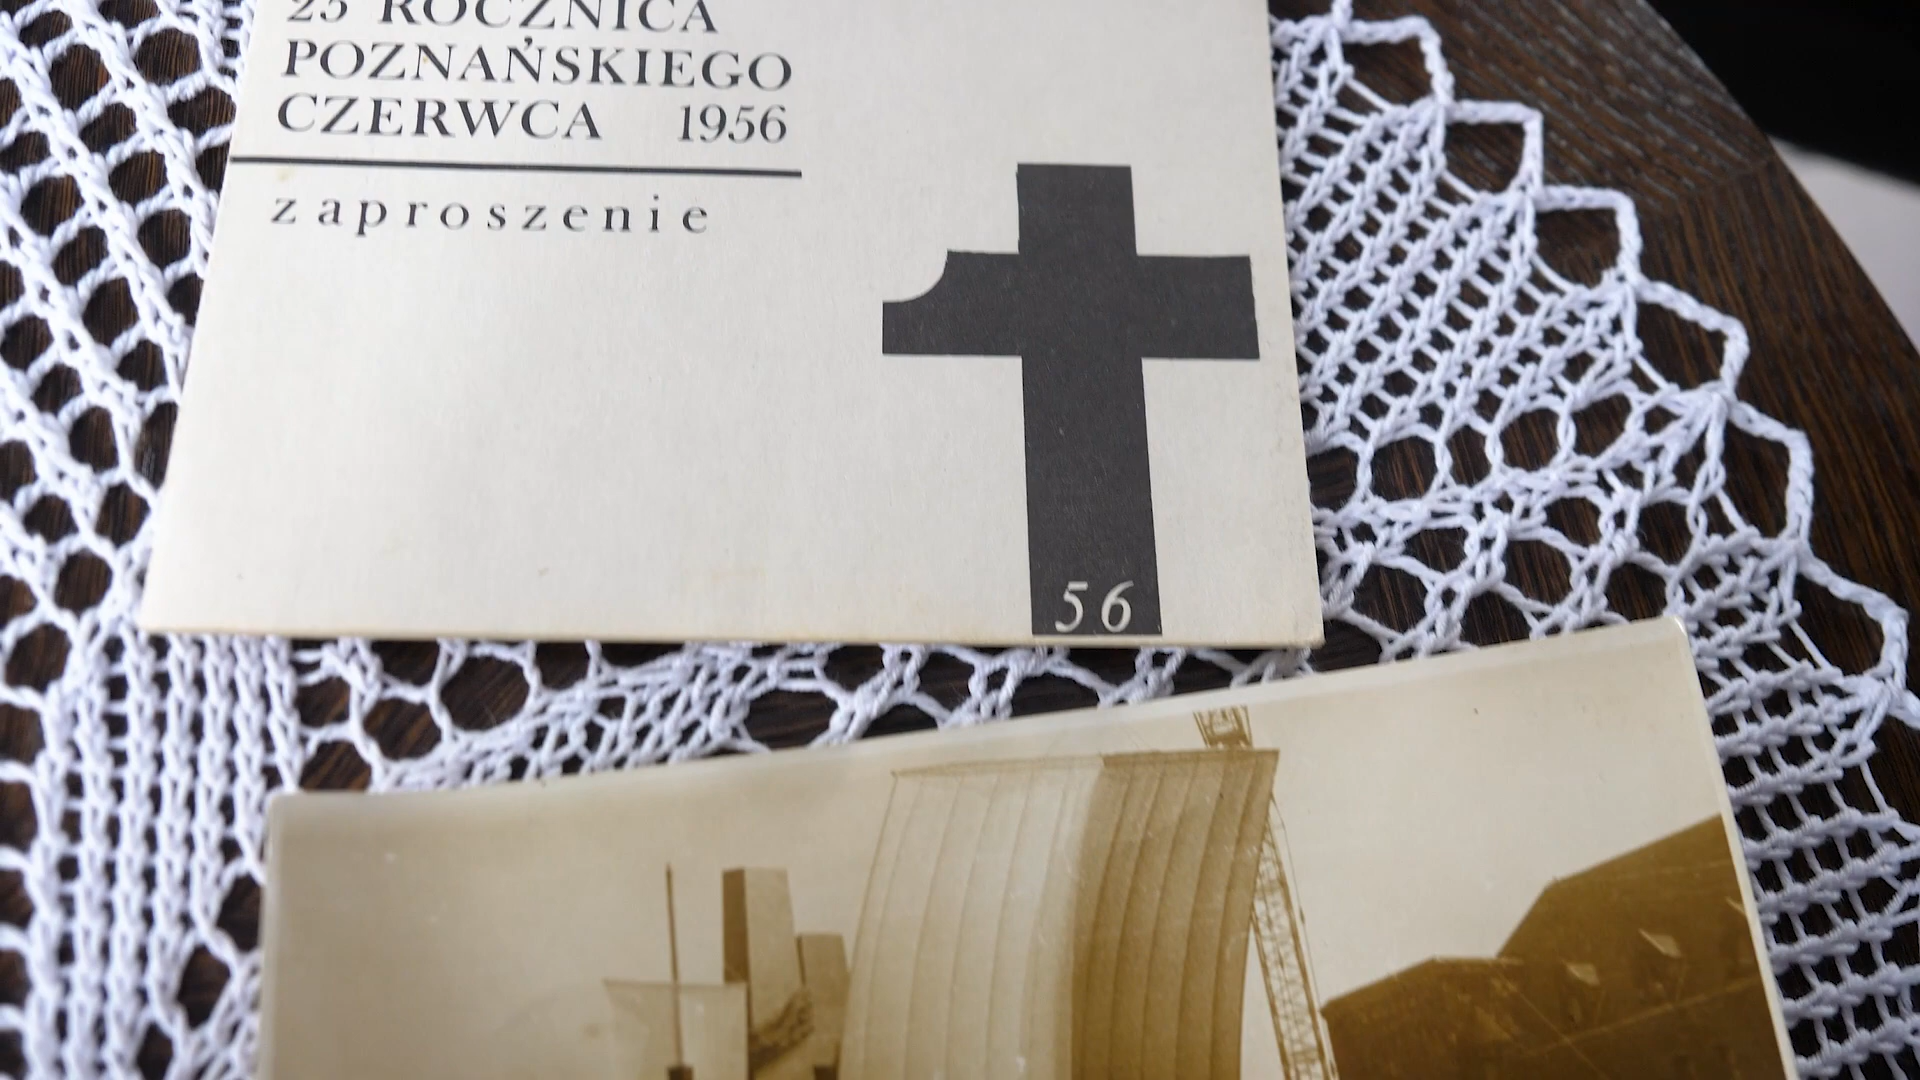 25 ROCZNICA
POZNAŃSKIEGO
CZERWCA 1956
zaproszenie
56